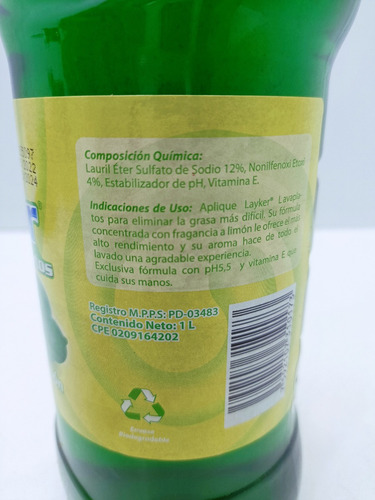 Composición Química:
Lauril Éter Sulfato de Sodio 12%, Nonilfenoxi
4%, Estabilizador de pH, Vitamina E.
Indicaciones de Uso: Aplique Layker® Lavapla-
tos para eliminar la grasa más difícil. Su fórmula
concentrada con fragancia a limón le ofrece el más
alto rendimiento y su aroma hace de todo el
lavado una agradable experiencia.
Exclusiva fórmula con pH5,5 y vitamina E que
cuida sus manos.
Registro M.P.P.S: PD-03483
Contenido Neto: 1 L
CPE 0209164202
Envase
Biodegradable